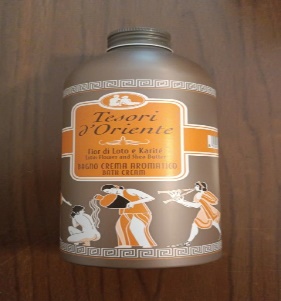 Tesori
d'Oriente
Fior di Loto e Karitè
Lotus Flower and Shea Butter
BAGNO CREMA AROMATICO
BATH CREAM